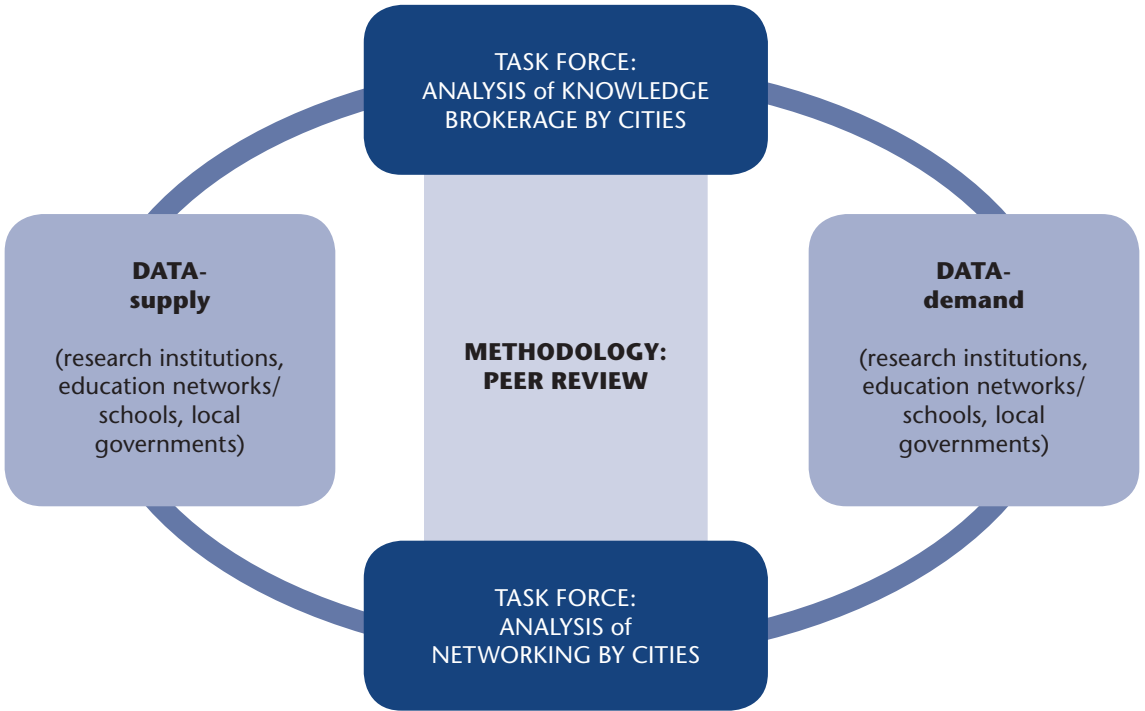 TASK FORCE:
ANALYSIS of KNOWLEDGE
BROKERAGE BY CITIES
DATA-
supply
(research institutions,
education networks/
schools, local
governments)
METHODOLOGY:
PEER REVIEW
DATA-
demand
(research institutions,
education networks/
schools, local
governments)
TASK FORCE:
ANALYSIS of
NETWORKING BY CITIES